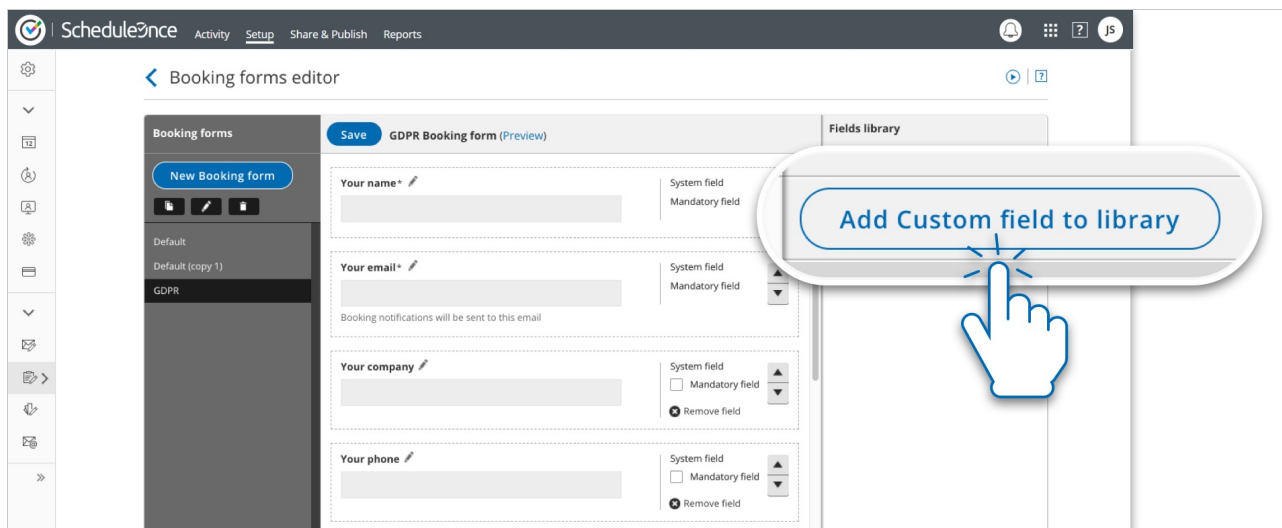 ScheduleOnce Activity Setup Share & Publish Reports ? JS
Booking forms editor ?
Booking forms
Save GDPR Booking form (Preview)
Fields library
New Booking form
Default
Default (copy 1)
GDPR
12
Your name*
System field
Mandatory field
Your email*
System field
Mandatory field
Booking notifications will be sent to this email
Your company
System field
Mandatory field
Remove field
Your phone
System field
Mandatory field
Remove field
Add Custom field to library